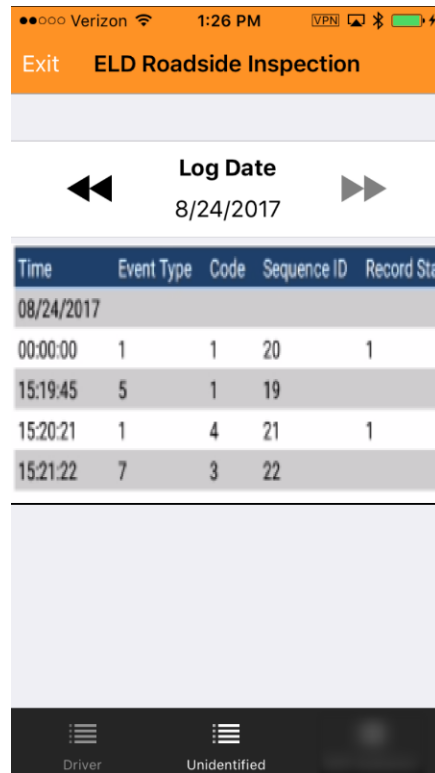 Verizon 1:26 PM VPN
Exit ELD Roadside Inspection
Log Date
8/24/2017
Time Event Type Code Sequence ID Record Sta
08/24/2017
00:00:00 1 1 20 1
15:19:45 5 1 19
15:20:21 1 4 21 1
15:21:22 7 3 22
Driver Unidentified